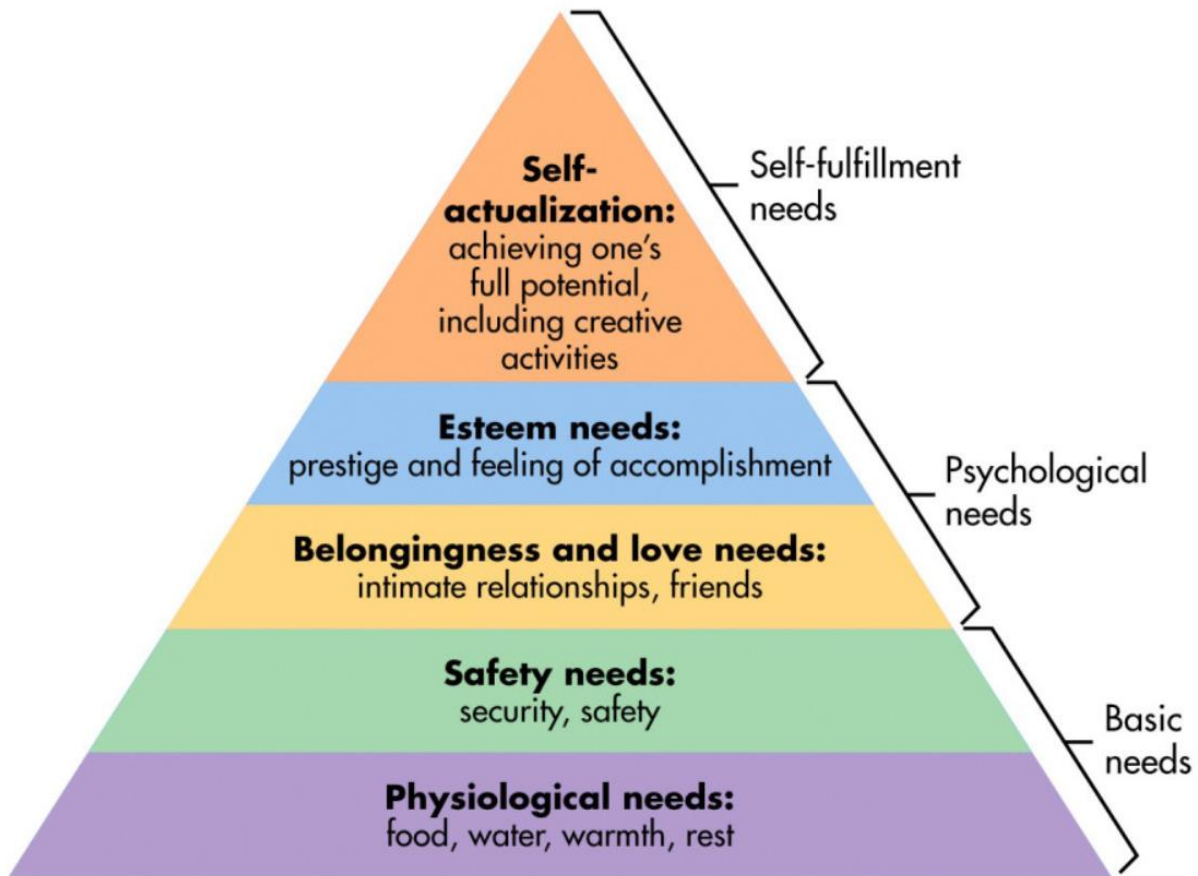 Self-
actualization:
achieving one's
full potential,
including creative
activities
Self-fulfillment
needs
Esteem needs:
prestige and feeling of accomplishment
Belongingness and love needs:
intimate relationships, friends
Psychological
needs
Safety needs:
security, safety
Physiological needs:
food, water, warmth, rest
Basic
needs